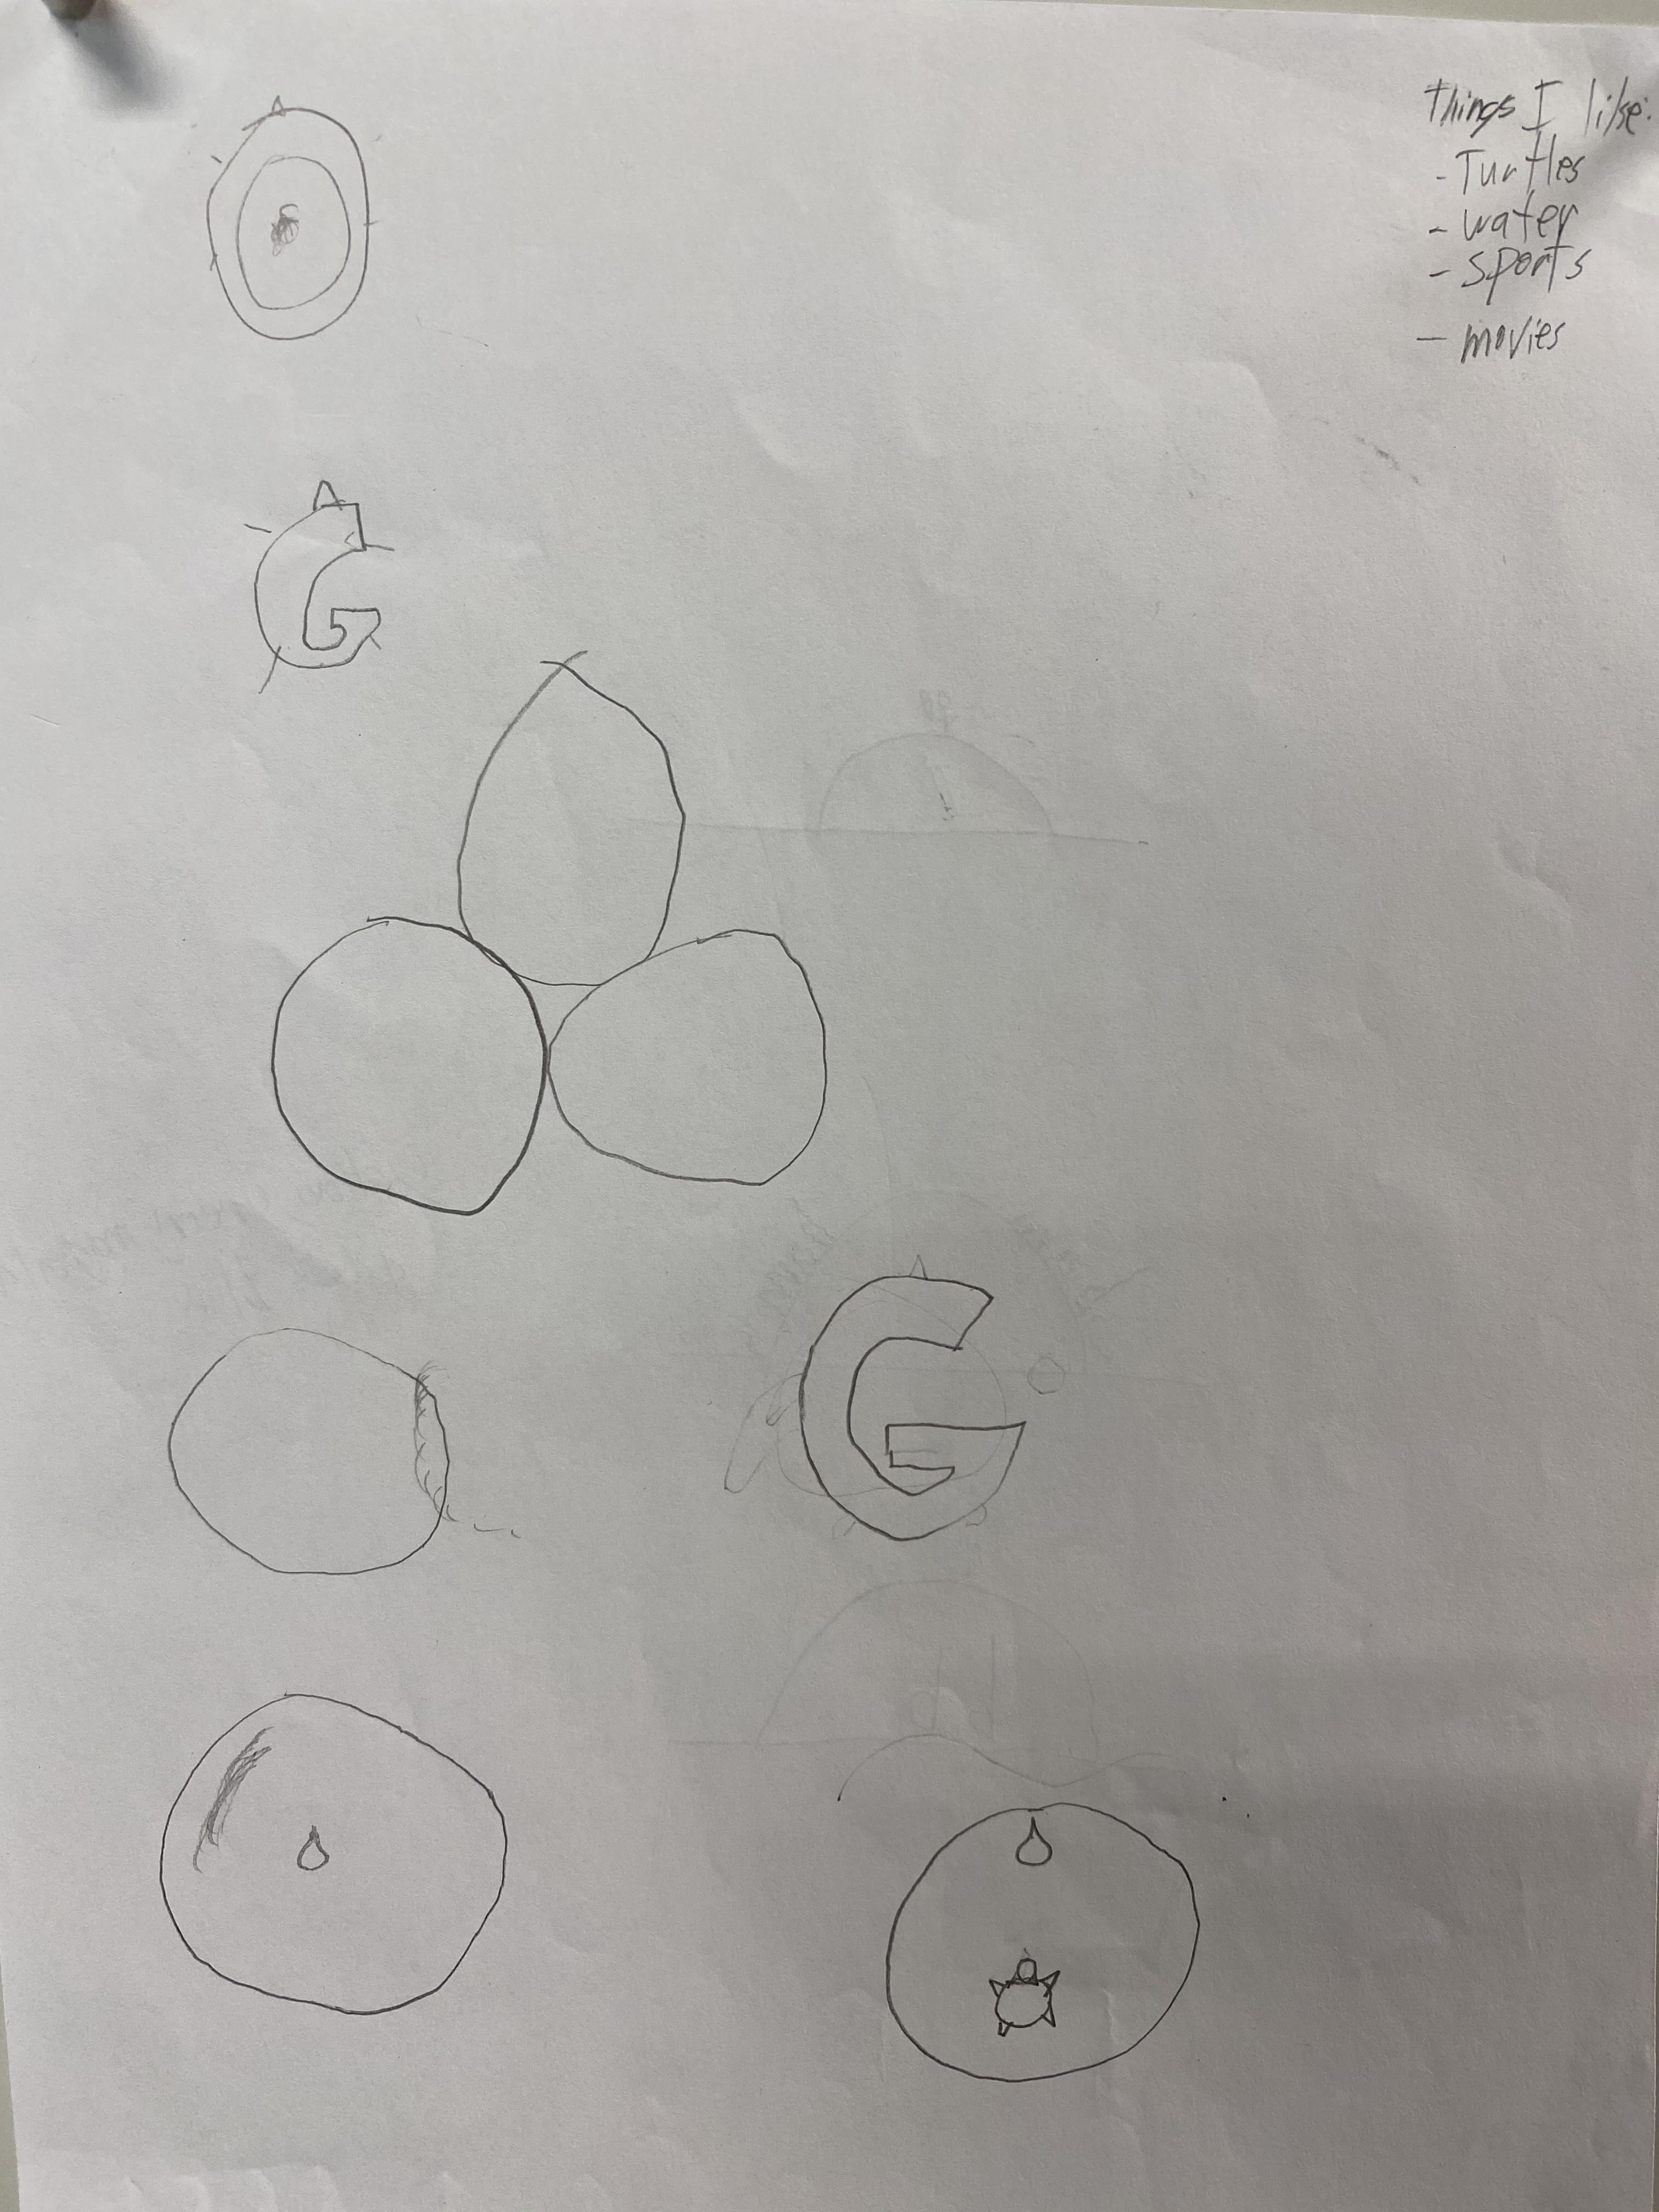 things I like:
- Turtles
- water
- sports
- movies
G
G